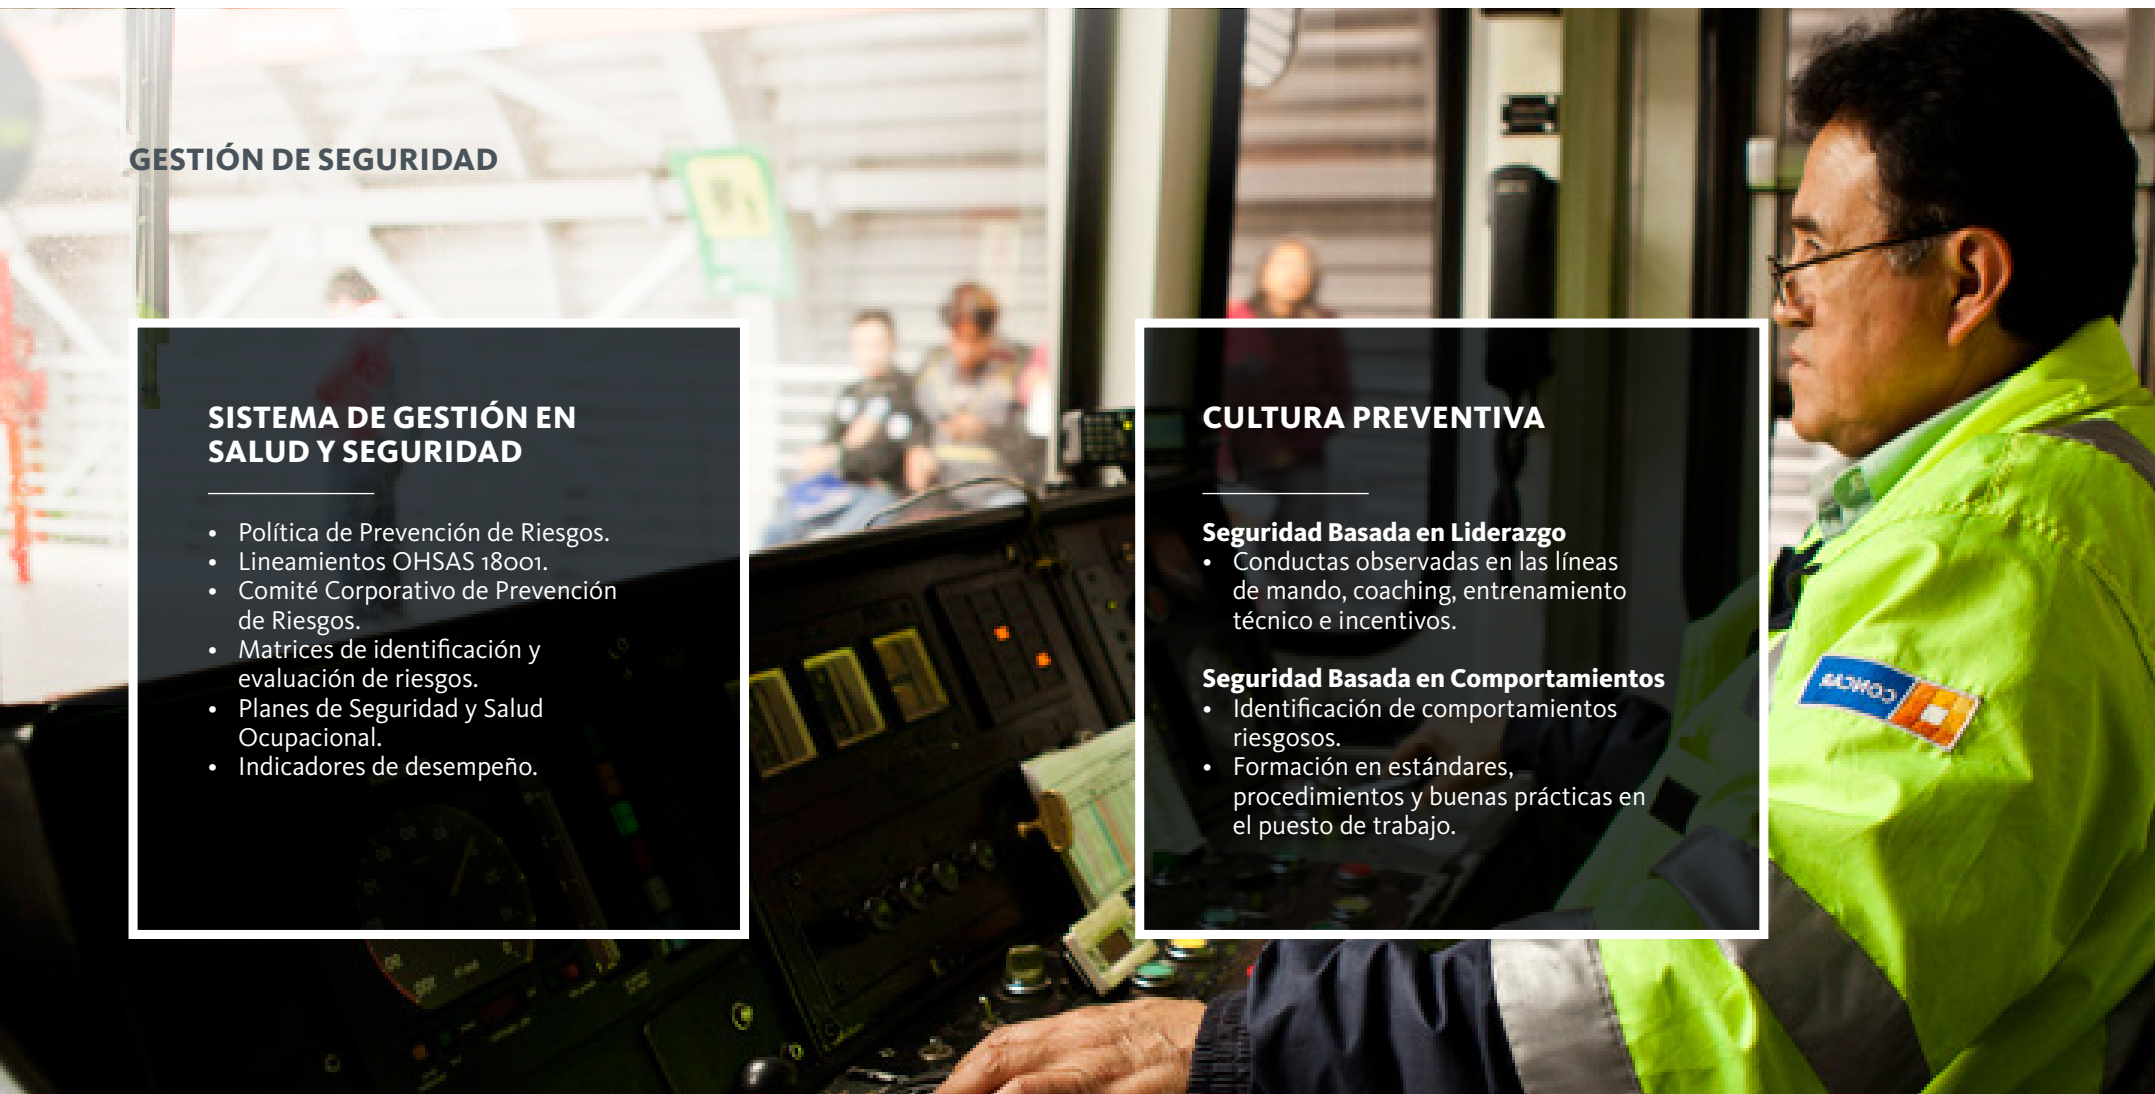 GESTIÓN DE SEGURIDAD
SISTEMA DE GESTIÓN EN
SALUD Y SEGURIDAD
• Política de Prevención de Riesgos.
• Lineamientos OHSAS 18001.
• Comité Corporativo de Prevención
de Riesgos.
• Matrices de identificación y
evaluación de riesgos.
• Planes de Seguridad y Salud
Ocupacional.
• Indicadores de desempeño.
CULTURA PREVENTIVA
Seguridad Basada en Liderazgo
• Conductas observadas en las líneas
de mando, coaching, entrenamiento
técnico e incentivos.
Seguridad Basada en Comportamientos
• Identificación de comportamientos
riesgosos.
• Formación en estándares,
procedimientos y buenas prácticas en
el puesto de trabajo.
CONCAR